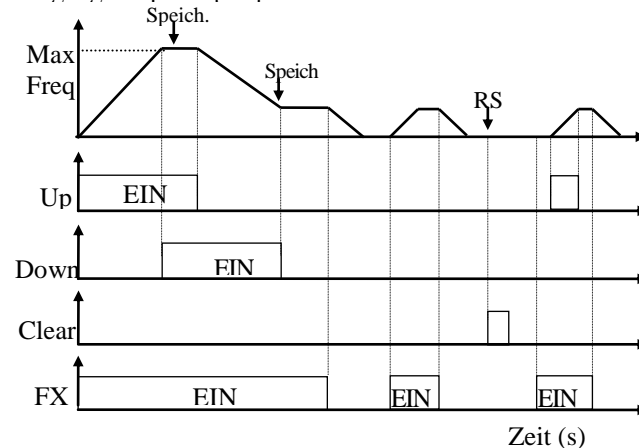 Speich.
Max
Freq
Speich
RS
Up
EIN
Down
EIN
Clear
FX
EIN
EIN
EIN
Zeit (s)